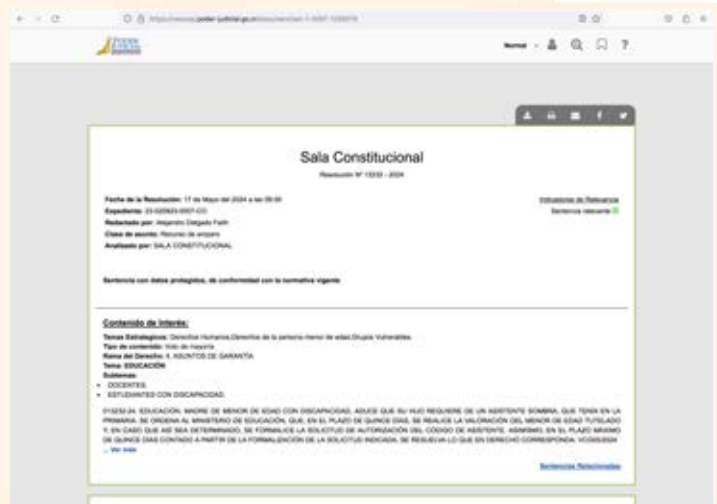 PODER JUDICIAL
Normal
?
Sala Constitucional
Resolución Nº 13232 - 2024
Fecha de la Resolución: 17 de Mayo del 2024 a las 09:30
Expediente:
Redactado por: Alejandro Delgado Faith
Clase de asunto: Recurso de amparo
Analizado por: SALA CONSTITUCIONAL
Indicadores de Relevancia
Sentencia relevante
Sentencia con datos protegidos, de conformidad con la normativa vigente
Contenido de Interés:
Temas Estratégicos: Derechos Humanos,Derechos de la persona menor de edad,Grupos Vulnerables
Tipo de contenido: Voto de mayoría
Rama del Derecho: 4. ASUNTOS DE GARANTÍA
Tema: EDUCACIÓN
Subtemas:
DOCENTES.
ESTUDIANTES CON DISCAPACIDAD.
013232-24. EDUCACIÓN. MADRE DE MENOR DE EDAD CON DISCAPACIDAD, ADUCE QUE SU HIJO REQUIERE DE UN ASISTENTE SOMBRA, QUE TENÍA EN LA
PRIMARIA. SE ORDENA AL MINISTERIO DE EDUCACIÓN, QUE, EN EL PLAZO DE QUINCE DÍAS, SE REALICE LA VALORACIÓN DEL MENOR DE EDAD TUTELADO
Y, EN CASO QUE ASÍ SEA DETERMINADO, SE FORMALICE LA SOLICITUD DE AUTORIZACIÓN DEL CÓDIGO DE ASISTENTE. ASIMISMO, EN EL PLAZO MÁXIMO
DE QUINCE DÍAS CONTADO A PARTIR DE LA FORMALIZACIÓN DE LA SOLICITUD INDICADA, SE RESUELVA LO QUE EN DERECHO CORRESPONDA.
... Ver más
Sentencias Relacionadas